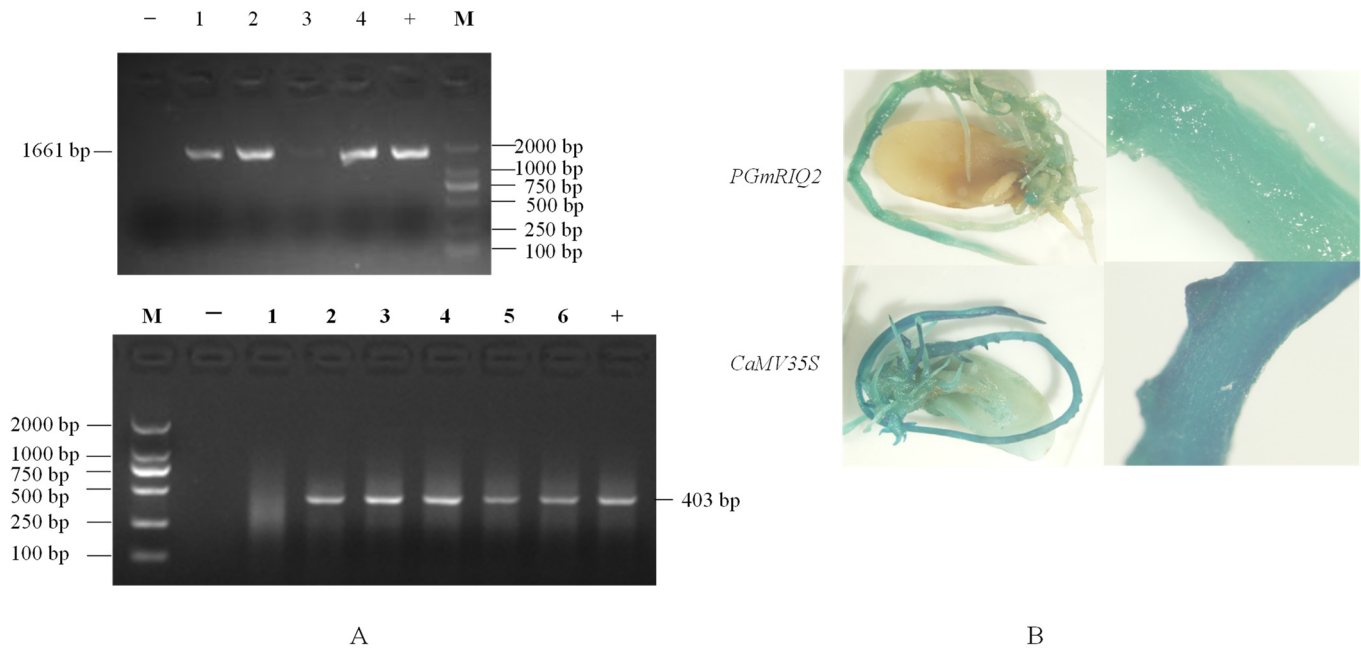 − 1 2 3 4 + M
1661 bp
2000 bp
1000 bp
750 bp
500 bp
250 bp
100 bp
M − 1 2 3 4 5 6 +
2000 bp
1000 bp
750 bp
500 bp
250 bp
100 bp
403 bp
A
PGmRIQ2
CaMV35S
B